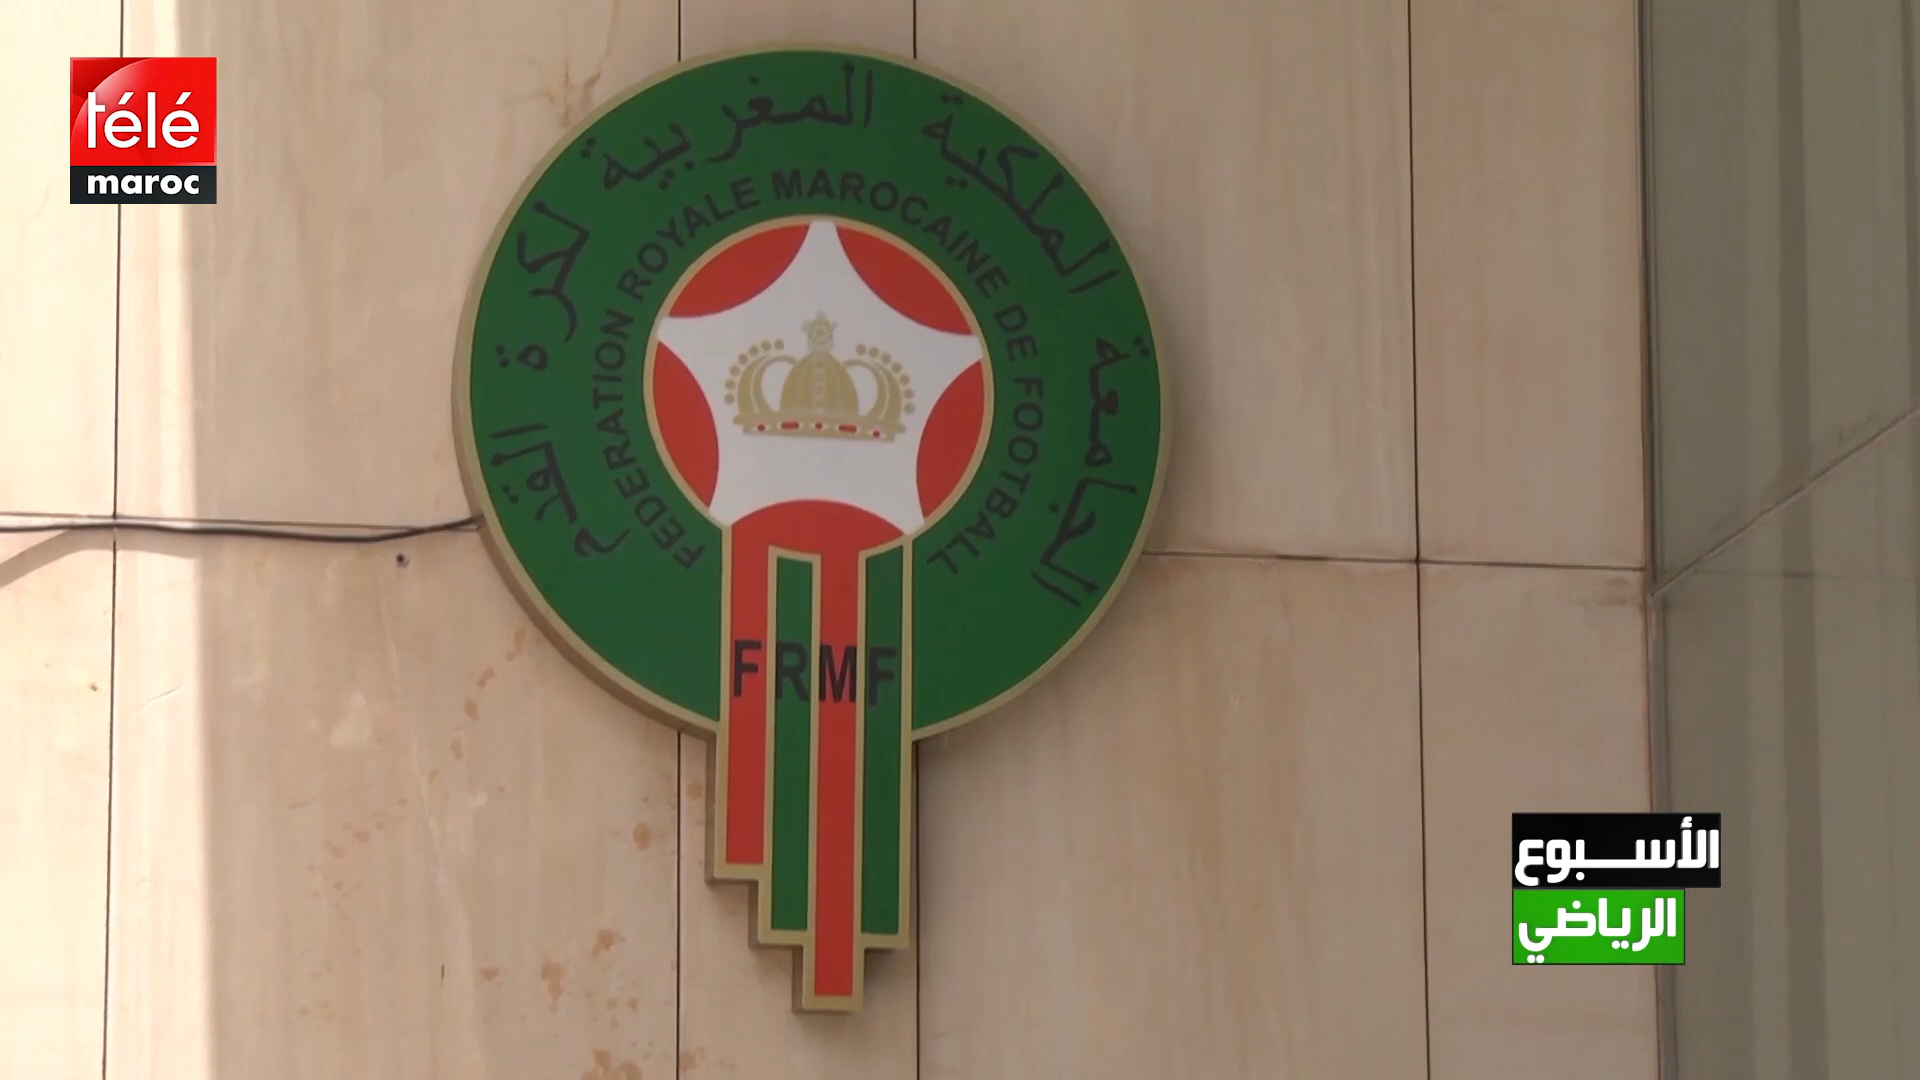 télé
maroc
الجامعة الملكية المغربية لكرة القدم
FEDERATION ROYALE MAROCAINE DE FOOTBALL
FRMF
الأسبوع
الرياضي